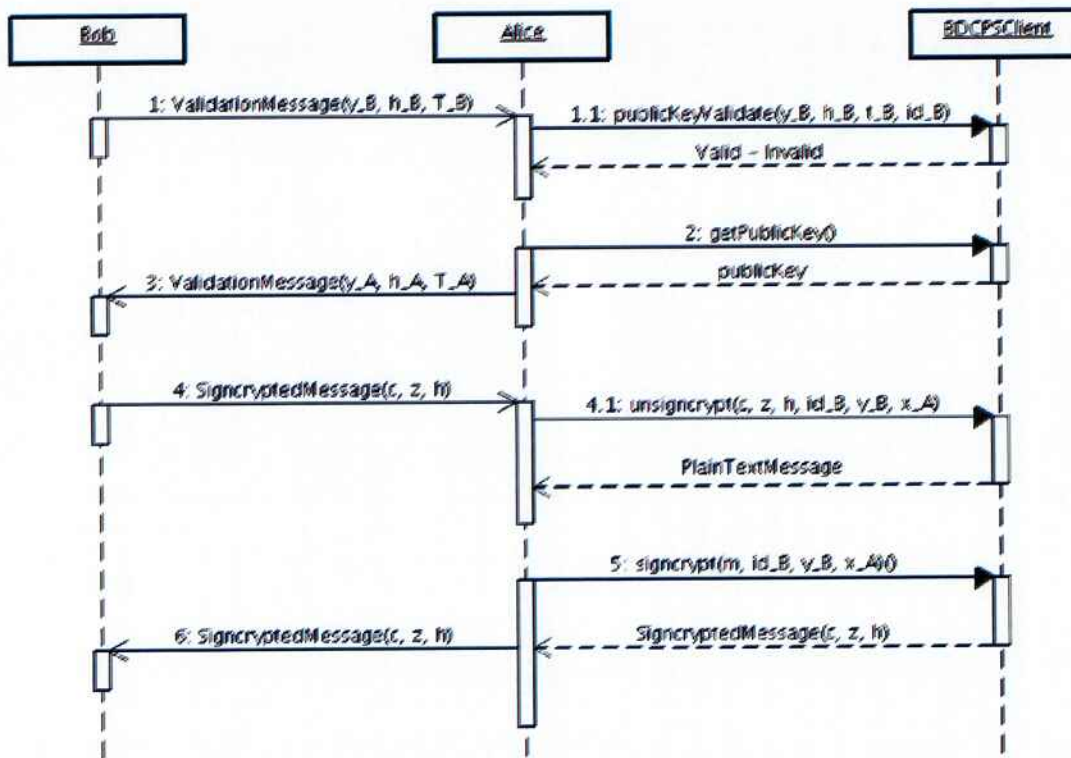 Bob
Alice
BDCPSClient
1: ValidationMessage(y_B, h_B, T_B)
1.1: publicKeyValidate(y_B, h_B, t_B, id_B)
Valid - Invalid
2: getPublicKey()
publicKey
3: ValidationMessage(y_A, h_A, T_A)
4: SigncryptedMessage(c, z, h)
4.1: unsigncrypt(c, z, h, id_B, y_B, x_A)
PlainTextMessage
5: signcrypt(m, id_B, y_B, x_A)()
SigncryptedMessage(c, z, h)
6: SigncryptedMessage(c, z, h)